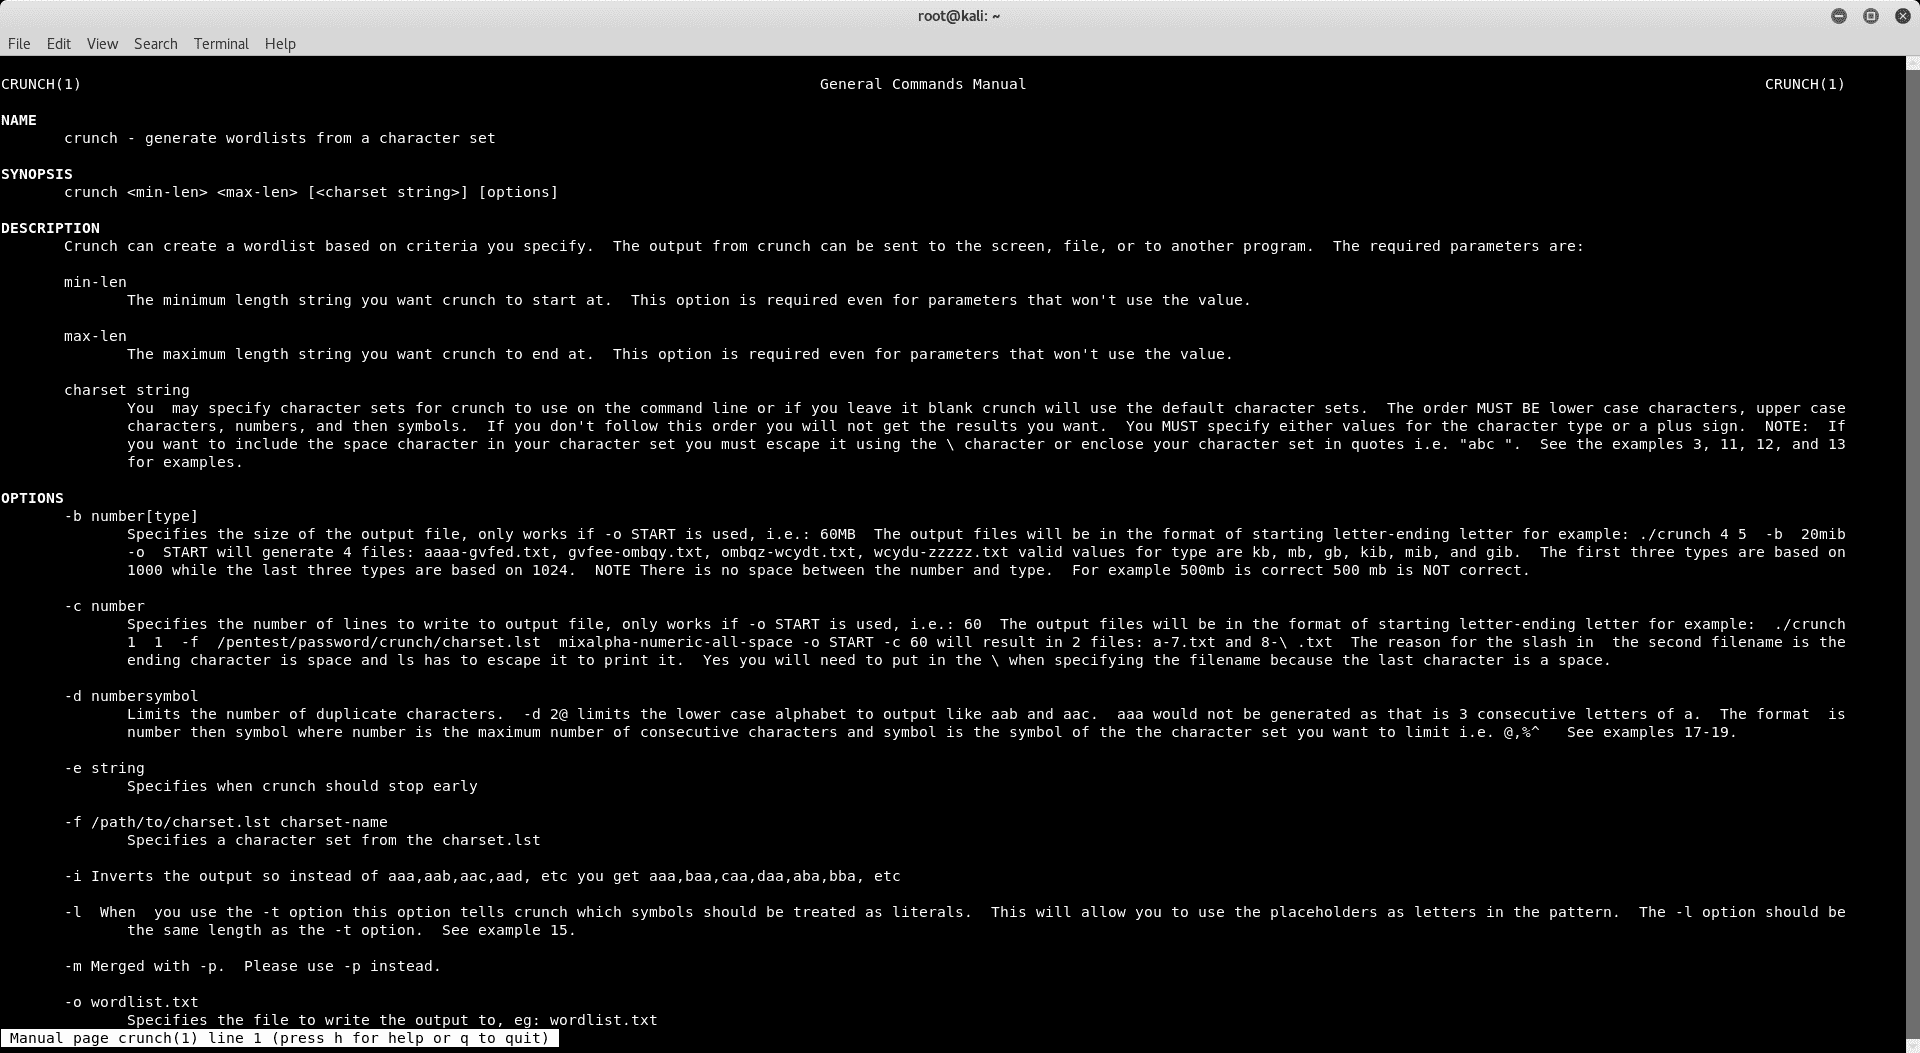 root@kali: ~
File Edit View Search Terminal Help
CRUNCH(1) General Commands Manual CRUNCH(1)
NAME
crunch - generate wordlists from a character set
SYNOPSIS
crunch <min-len> <max-len> [<charset string>] [options]
DESCRIPTION
Crunch can create a wordlist based on criteria you specify.  The output from crunch can be sent to the screen, file, or to another program.  The required parameters are:
min-len
The minimum length string you want crunch to start at.  This option is required even for parameters that won't use the value.
max-len
The maximum length string you want crunch to end at.  This option is required even for parameters that won't use the value.
charset string
You  may specify character sets for crunch to use on the command line or if you leave it blank crunch will use the default character sets.  The order MUST BE lower case characters, upper case
characters, numbers, and then symbols.  If you don't follow this order you will not get the results you want.  You MUST specify either values for the character type or a plus sign.  NOTE:  If
you want to include the space character in your character set you must escape it using the \ character or enclose your character set in quotes i.e. "abc ".  See the examples 3, 11, 12, and 13
for examples.
OPTIONS
-b number[type]
Specifies the size of the output file, only works if -o START is used, i.e.: 60MB  The output files will be in the format of starting letter-ending letter for example: ./crunch 4 5  -b  20mib
-o  START will generate 4 files: aaaa-gvfed.txt, gvfee-ombqy.txt, ombqz-wcydt.txt, wcydu-zzzzz.txt valid values for type are kb, mb, gb, kib, mib, and gib.  The first three types are based on
1000 while the last three types are based on 1024.  NOTE There is no space between the number and type.  For example 500mb is correct 500 mb is NOT correct.
-c number
Specifies the number of lines to write to output file, only works if -o START is used, i.e.: 60  The output files will be in the format of starting letter-ending letter for example:  ./crunch
1  1  -f  /pentest/password/crunch/charset.lst  mixalpha-numeric-all-space -o START -c 60 will result in 2 files: a-7.txt and 8-\ .txt  The reason for the slash in  the second filename is the
ending character is space and ls has to escape it to print it.  Yes you will need to put in the \ when specifying the filename because the last character is a space.
-d numbersymbol
Limits the number of duplicate characters.  -d 2@ limits the lower case alphabet to output like aab and aac.  aaa would not be generated as that is 3 consecutive letters of a.  The format  is
number then symbol where number is the maximum number of consecutive characters and symbol is the symbol of the the character set you want to limit i.e. @,%^   See examples 17-19.
-e string
Specifies when crunch should stop early
-f /path/to/charset.lst charset-name
Specifies a character set from the charset.lst
-i Inverts the output so instead of aaa,aab,aac,aad, etc you get aaa,baa,caa,daa,aba,bba, etc
-l  When  you use the -t option this option tells crunch which symbols should be treated as literals.  This will allow you to use the placeholders as letters in the pattern.  The -l option should be
the same length as the -t option.  See example 15.
-m Merged with -p.  Please use -p instead.
-o wordlist.txt
Specifies the file to write the output to, eg: wordlist.txt
Manual page crunch(1) line 1 (press h for help or q to quit)